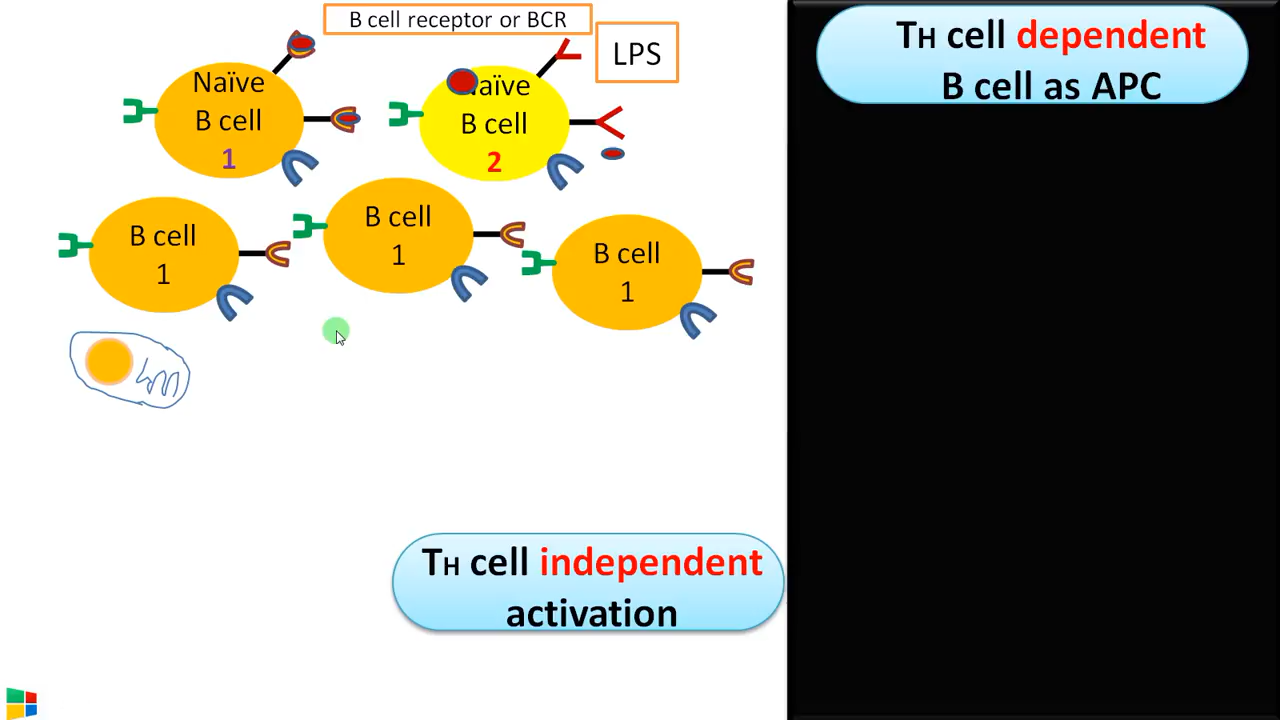 B cell receptor or BCR
LPS
Naïve
B cell
1
aïve
B cell
2
B cell
1
B cell
1
B cell
1
TH cell independent
activation
TH cell dependent
B cell as APC